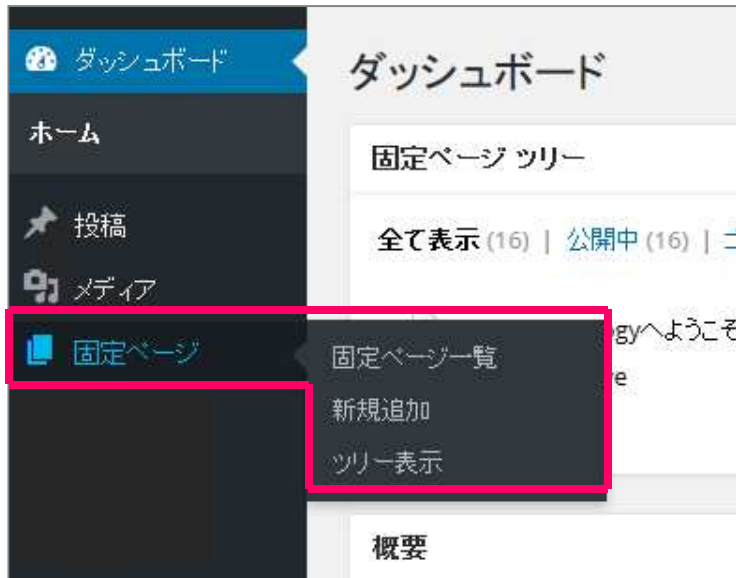 ダッシュボード
ホーム
投稿
メディア
固定ページ
固定ページ一覧
新規追加
ツリー表示
ダッシュボード
固定ページ ツリー
全て表示 (16) | 公開中 (16) |
へようこそ
概要